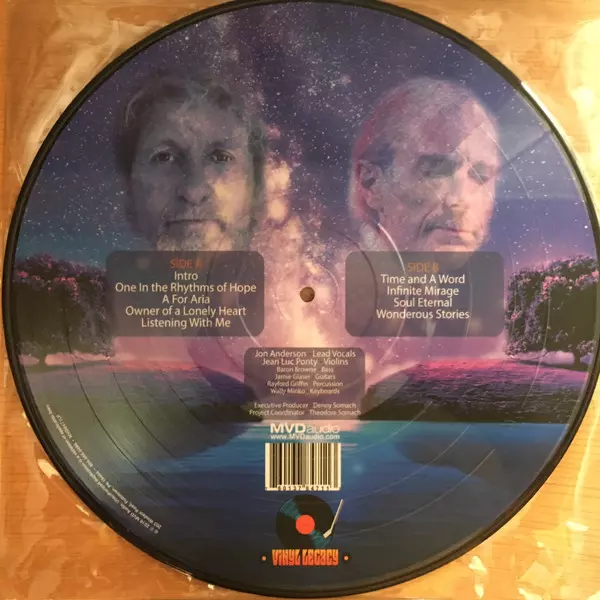 SIDE A
Intro
One In the Rhythms of Hope
A For Aria
Owner of a Lonely Heart
Listening With Me
SIDE B
Time and A Word
Infinite Mirage
Soul Eternal
Wonderous Stories
Jon Anderson Lead Vocals
Jean Luc Ponty Violins
Baron Browne Bass
Jamie Glaser Guitars
Rayford Griffin Percussion
Wally Minko Keyboards
Executive Producer Denny Somach
Project Coordinator Theodore Somach
MVDaudio
www.MVDaudio.com
VINYL LEGACY